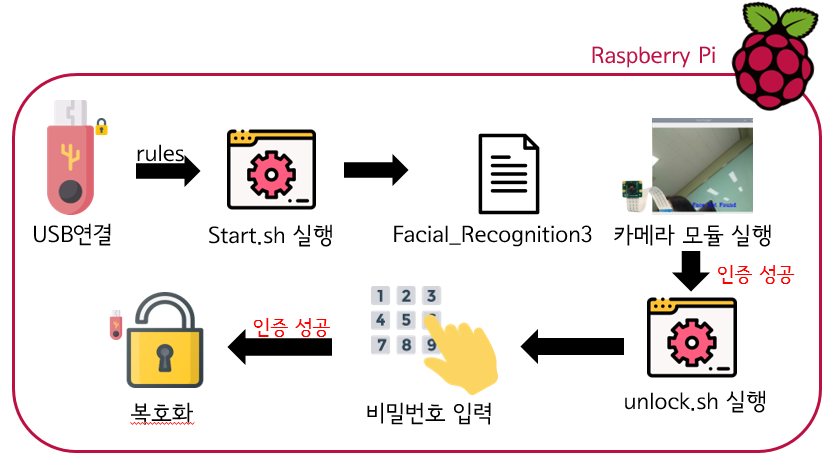 Raspberry Pi
rules
USB연결
Start.sh 실행
Facial_Recognition3
카메라 모듈 실행
인증 성공
unlock.sh 실행
1 2 3
4 5
7 8 9
비밀번호 입력
인증 성공
복호화